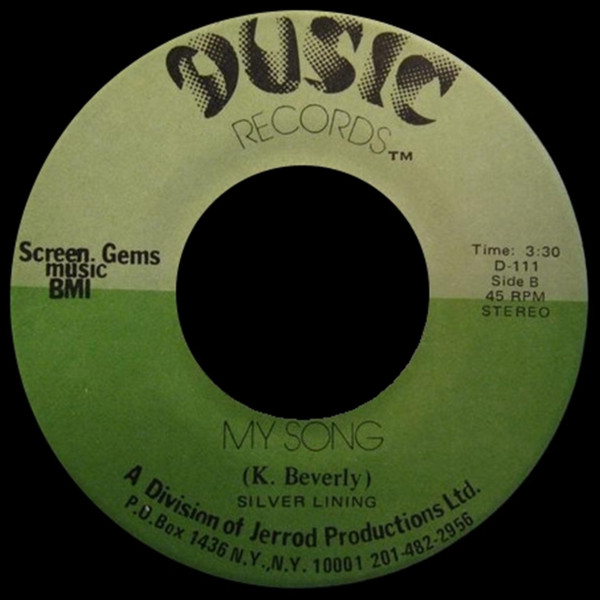 DUSIC
RECORDS™
Screen. Gems
music
BMI
Time: 3:30
D-111
Side B
45 RPM
STEREO
MY SONG
(K. Beverly)
SILVER LINING
A Division of Jerrod Productions Ltd.
P.O.Box 1436 N.Y.,N.Y. 10001 201-482-2956